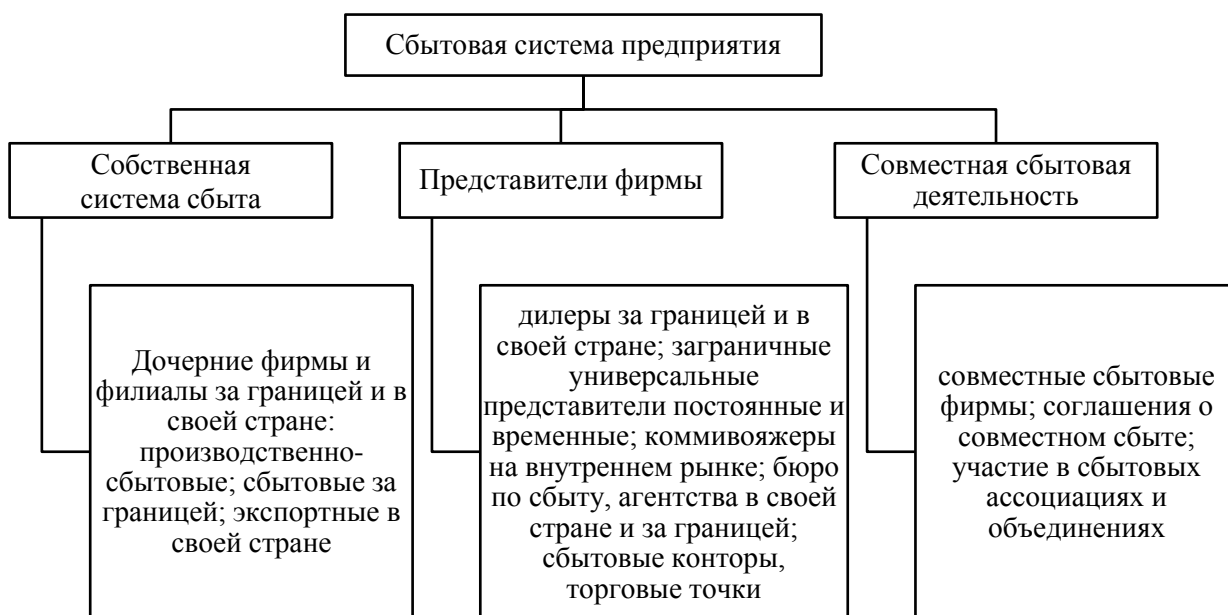 Сбытовая система предприятия
Собственная
система сбыта
Представители фирмы
Совместная сбытовая
деятельность
Дочерние фирмы и
филиалы за границей и в
своей стране:
производственно-
сбытовые; сбытовые за
границей; экспортные в
своей стране
дилеры за границей и в
своей стране; заграничные
универсальные
представители постоянные и
временные; коммивояжеры
на внутреннем рынке; бюро
по сбыту, агентства в своей
стране и за границей;
сбытовые конторы,
торговые точки
совместные сбытовые
фирмы; соглашения о
совместном сбыте;
участие в сбытовых
ассоциациях и
объединениях